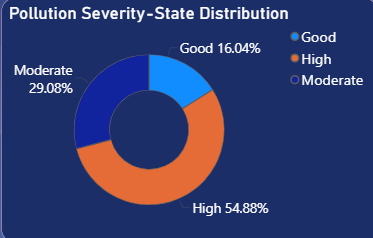 Pollution Severity-State Distribution
Good 16.04%
Good
High
Moderate
Moderate
29.08%
High 54.88%